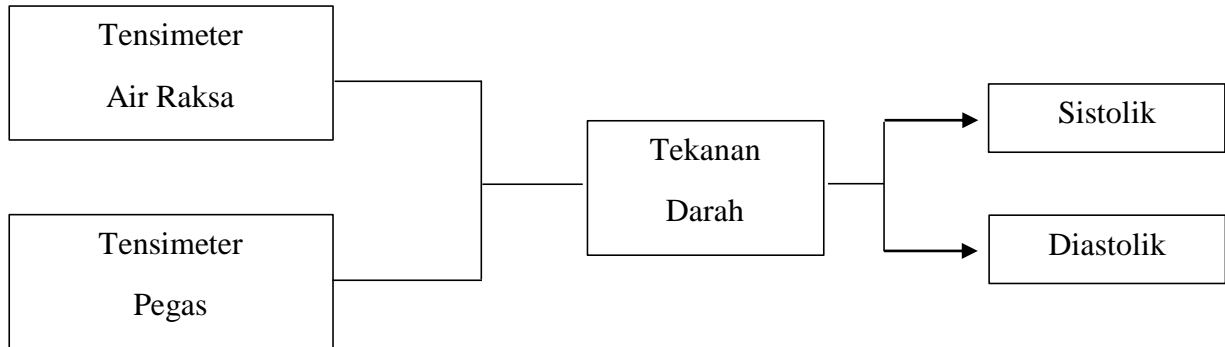 Tensimeter
Air Raksa
Tensimeter
Pegas
Tekanan
Darah
Sistolik
Diastolik